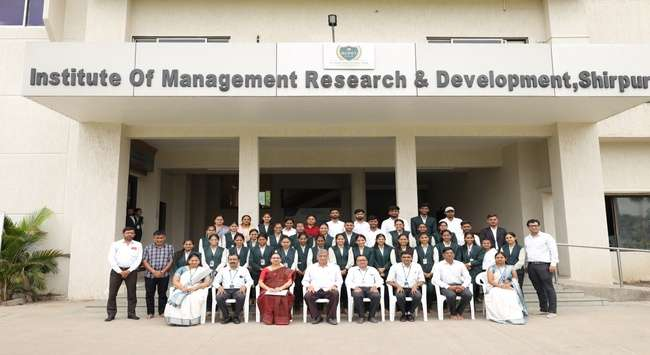 Institute Of Management Research & Development,Shirpur